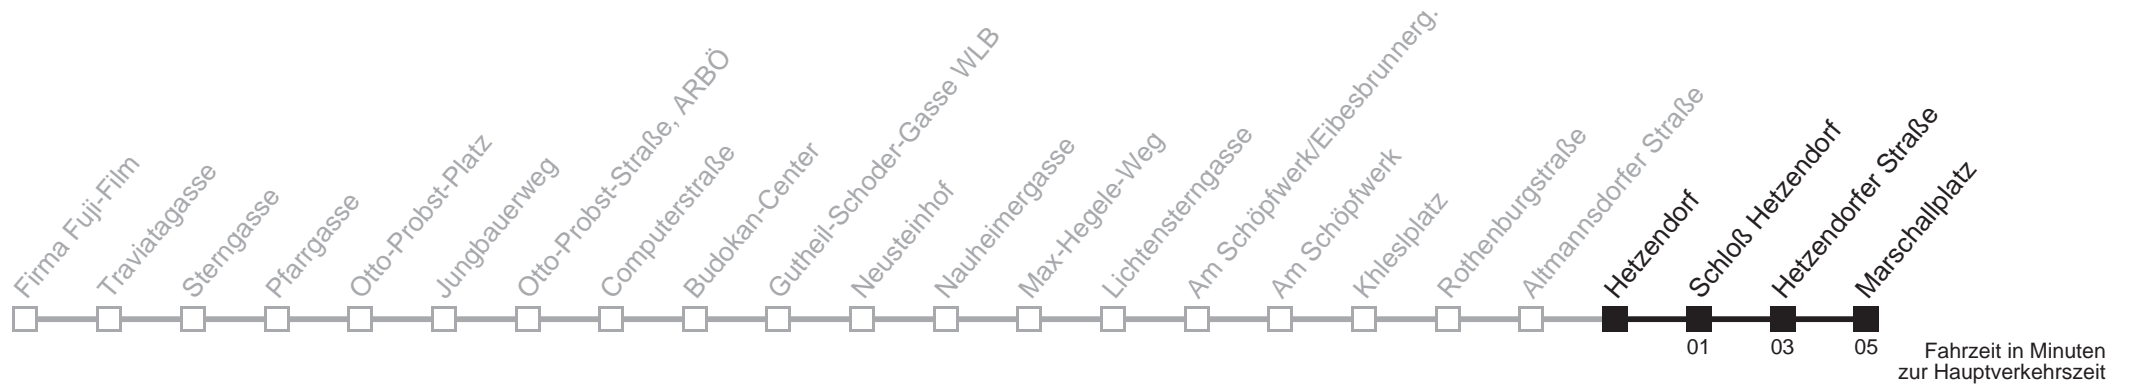 Firma Fuji-Film
Traviatagasse
Sterngasse
Pfarrgasse
Otto-Probst-Platz
Jungbauerweg
Otto-Probst-Straße, ARBÖ
Computerstraße
Budokan-Center
Gutheil-Schoder-Gasse WLB
Neusteinhof
Nauheimergasse
Max-Hegele-Weg
Lichtensterngasse
Am Schöpfwerk/Eibesbrunnerg.
Am Schöpfwerk
Khleslplatz
Rothenburgstraße
Altmannsdorfer Straße
Hetzendorf
Schloß Hetzendorf
Hetzendorfer Straße
Marschallplatz
01 03 05
Fahrzeit in Minuten
zur Hauptverkehrszeit